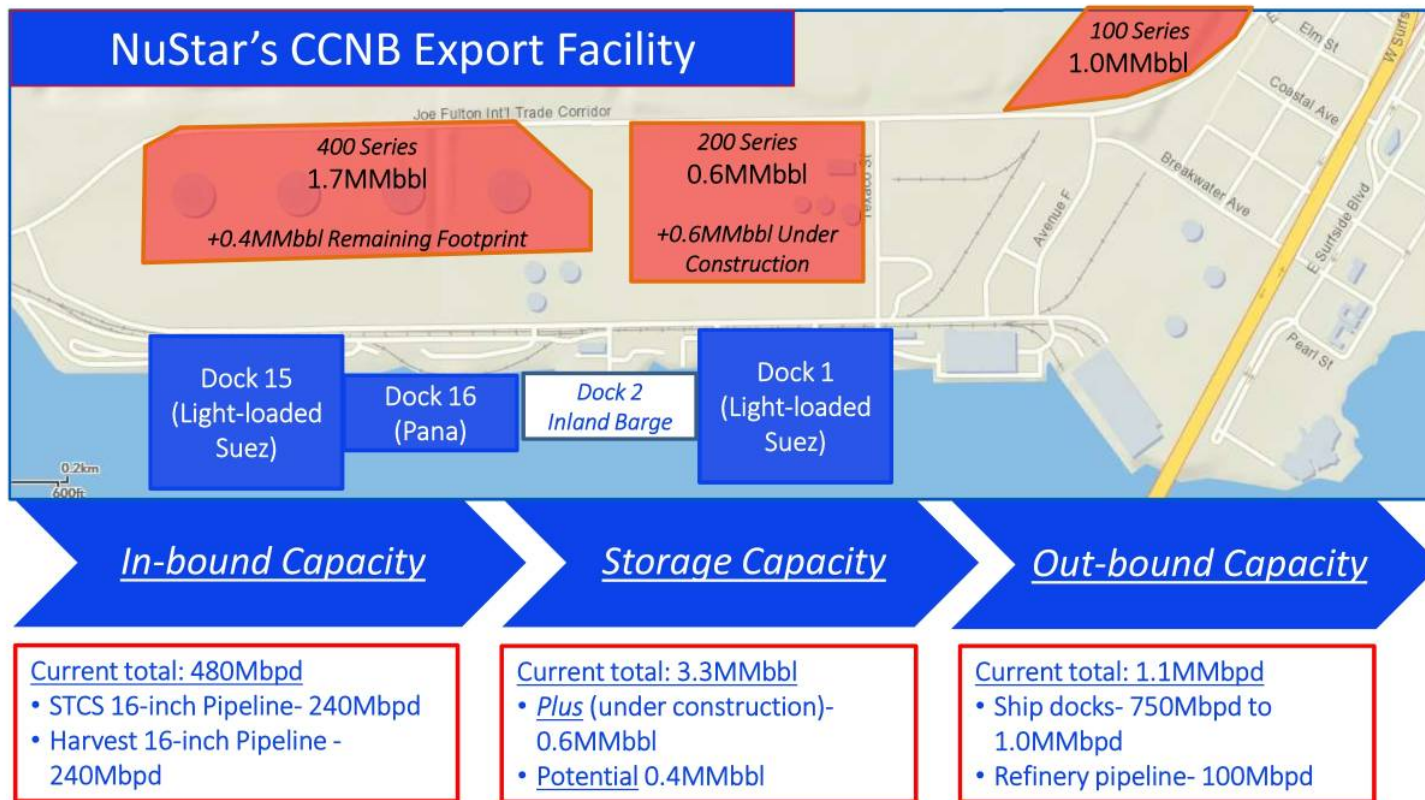 NuStar's CCNB Export Facility
100 Series
1.0MMbbl
Elm St
W Surfs
Coastal Ave
Joe Fulton Int'l Trade Corridor
400 Series
1.7MMbbl
+0.4MMbbl Remaining Footprint
200 Series
0.6MMbbl
+0.6MMbbl Under
Construction
Texaco St
Avenue F
Breakwater Ave
E Surfside Blvd
Pearl St
Dock 15
(Light-loaded
Suez)
Dock 16
(Pana)
Dock 2
Inland Barge
Dock 1
(Light-loaded
Suez)
0.2km
600ft
In-bound Capacity
Storage Capacity
Out-bound Capacity
Current total: 480Mbpd
• STCS 16-inch Pipeline- 240Mbpd
• Harvest 16-inch Pipeline -
240Mbpd
Current total: 3.3MMbbl
• Plus (under construction)-
0.6MMbbl
• Potential 0.4MMbbl
Current total: 1.1MMbpd
• Ship docks- 750Mbpd to
1.0MMbpd
• Refinery pipeline- 100Mbpd